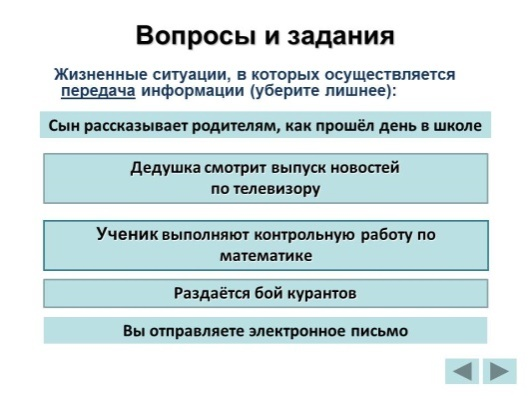 Вопросы и задания
Жизненные ситуации, в которых осуществляется
передача информации (уберите лишнее):
Сын рассказывает родителям, как прошёл день в школе
Дедушка смотрит выпуск новостей
по телевизору
Ученик выполняют контрольную работу по
математике
Раздаётся бой курантов
Вы отправляете электронное письмо